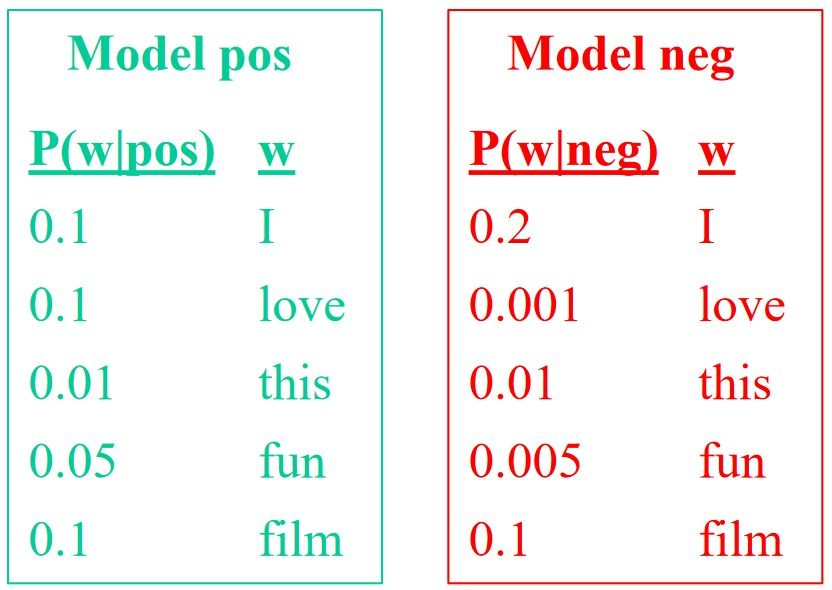 Model pos
P(w|pos) w
0.1 I
0.1 love
0.01 this
0.05 fun
0.1 film
Model neg
P(w|neg) w
0.2 I
0.001 love
0.01 this
0.005 fun
0.1 film